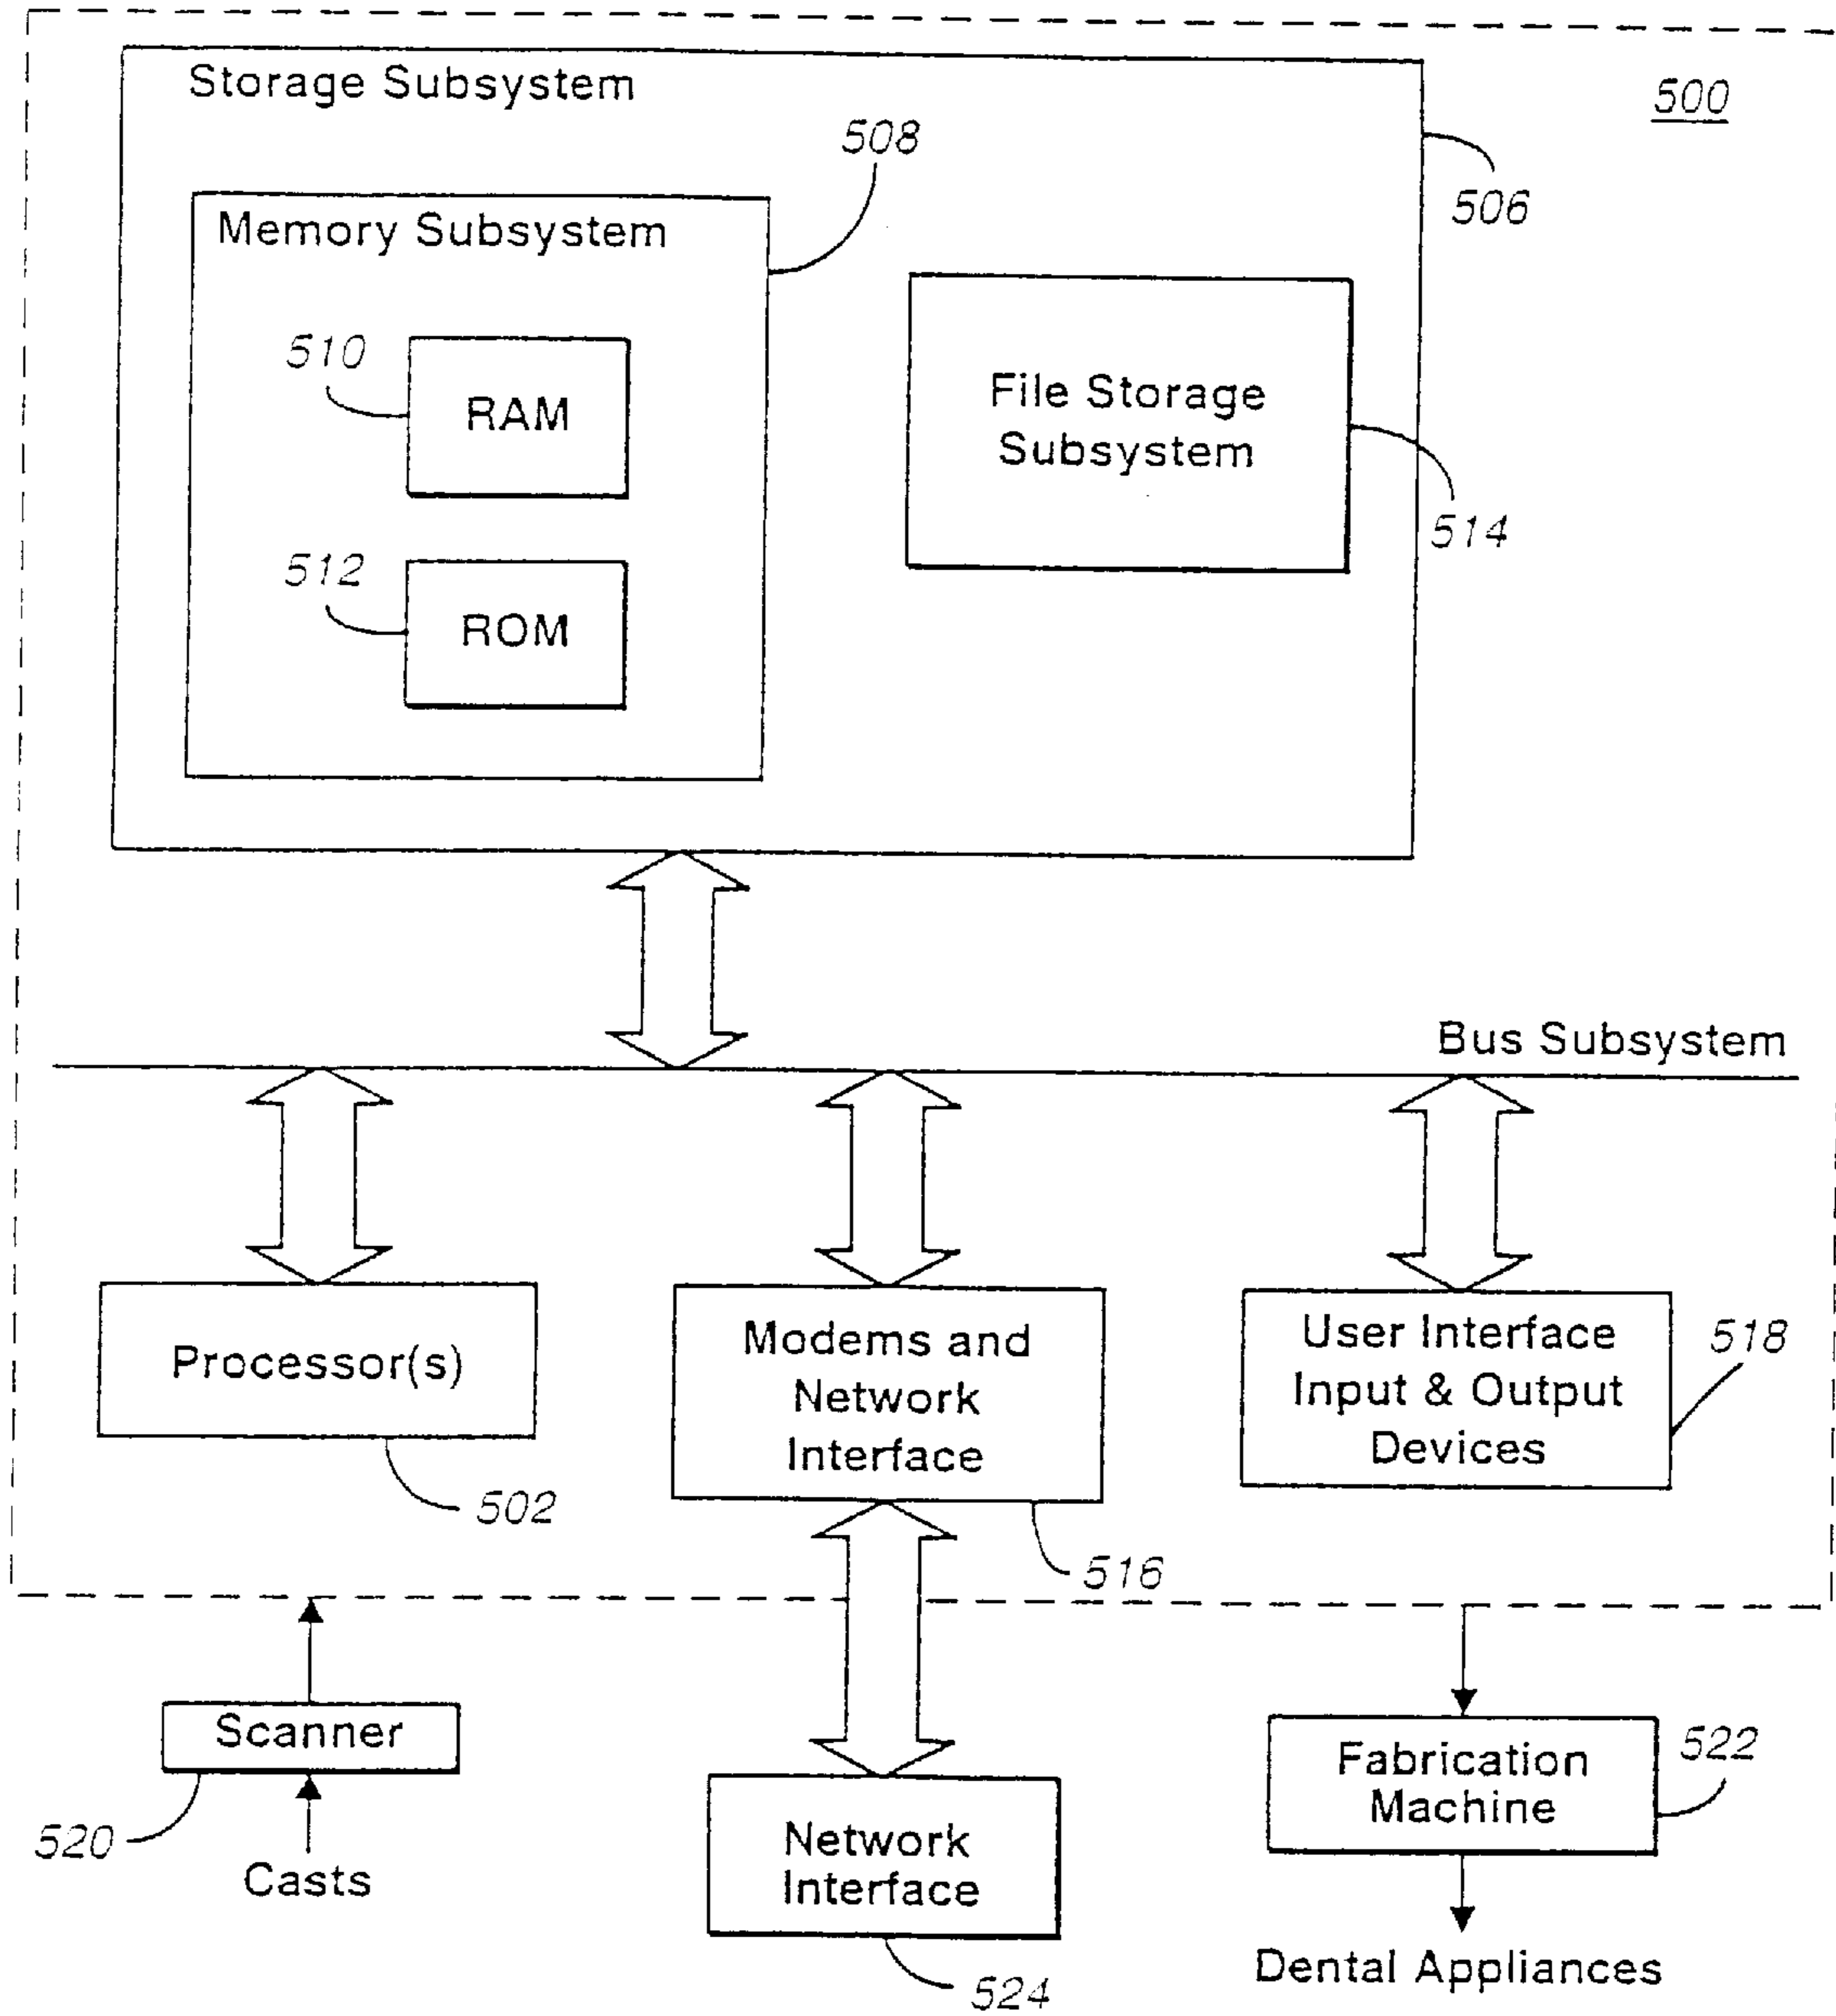 Storage Subsystem
500
508
506
Memory Subsystem
510
RAM
File Storage
Subsystem
514
512
ROM
Bus Subsystem
Processor(s)
502
Modems and
Network
Interface
516
User Interface
Input & Output
Devices
518
Scanner
520
Casts
Network
Interface
524
Fabrication
Machine
522
Dental Appliances